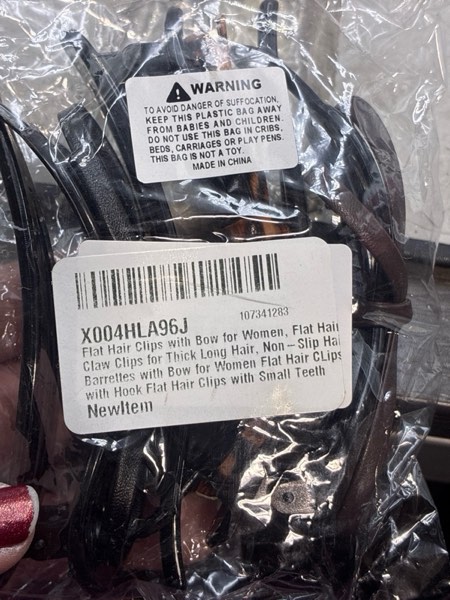 WARNING
TO AVOID DANGER OF SUFFOCATION,
KEEP THIS PLASTIC BAG AWAY
FROM BABIES AND CHILDREN.
DO NOT USE THIS BAG IN CRIBS,
BEDS, CARRIAGES OR PLAY PENS.
THIS BAG IS NOT A TOY.
MADE IN CHINA
X004HLA96J
107341283
Flat Hair Clips with Bow for Women, Flat Hair
Claw Clips for Thick Long Hair, Non-Slip Hai
Barrettes with Bow for Women Flat Hair CLips
with Hook Flat Hair Clips with Small Teeth
NewItem